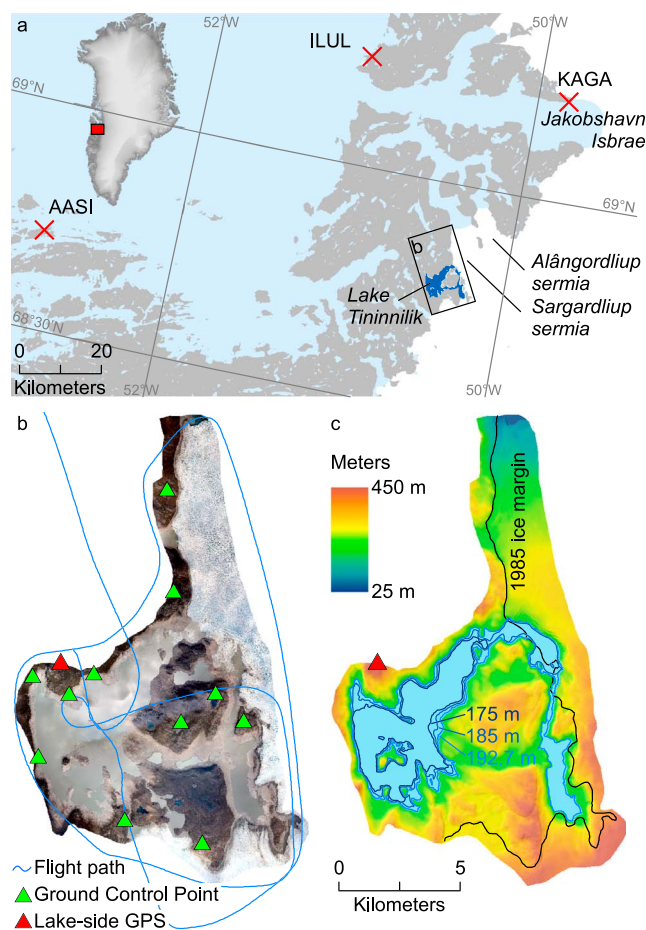 a
52°W
50°W
ILUL
KAGA
69°N
Jakobshavn
Isbrae
AASI
69°N
b
Alângordliup
sermia
Lake
Tininnilik
Sargardliup
sermia
68°30'N
0 20
Kilometers
52°W
50°W
b
c
Meters
450 m
25 m
1985 ice margin
175 m
185 m
192.7 m
Flight path
Ground Control Point
Lake-side GPS
0 5
Kilometers